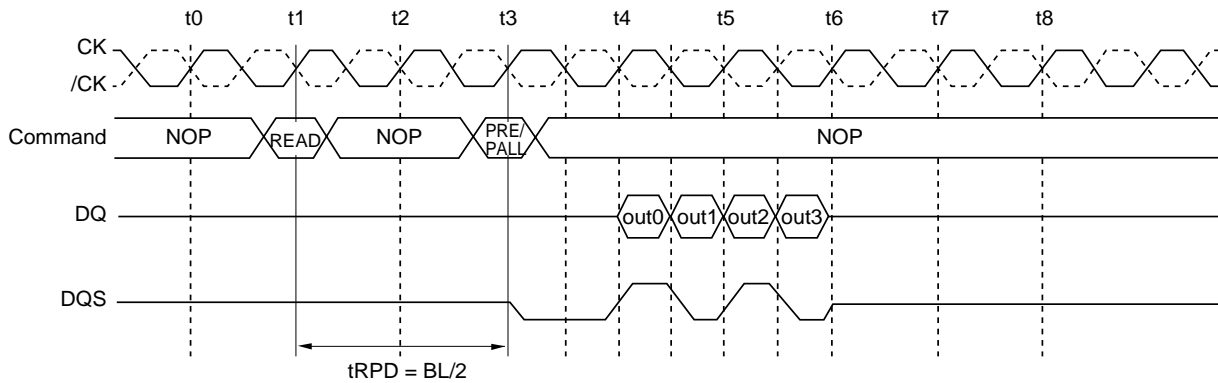 t0 t1 t2 t3 t4 t5 t6 t7 t8
CK
/CK
Command NOP READ NOP PRE/ PALL NOP
DQ out0 out1 out2 out3
DQS
tRPD = BL/2